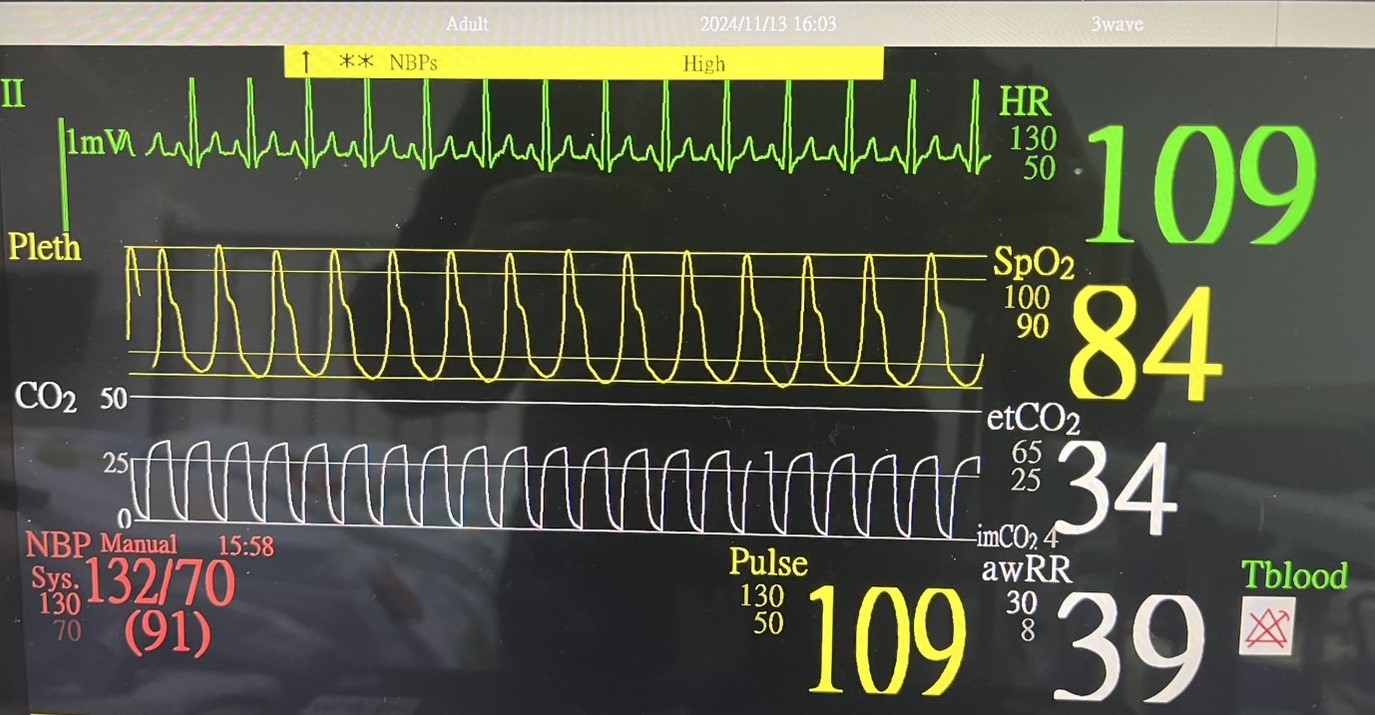 Adult 2024/11/13 16:03 3wave
↑ ** NBPs High
II
1mV
HR
130
50
109
Pleth
SpO2
100
90
84
CO2 50
25
0
etCO2
65
25
34
imCO2 4
NBP Manual 15:58
Sys.
130
70
132/70
(91)
Pulse
130
50
109
awRR
30
8
39
Tblood